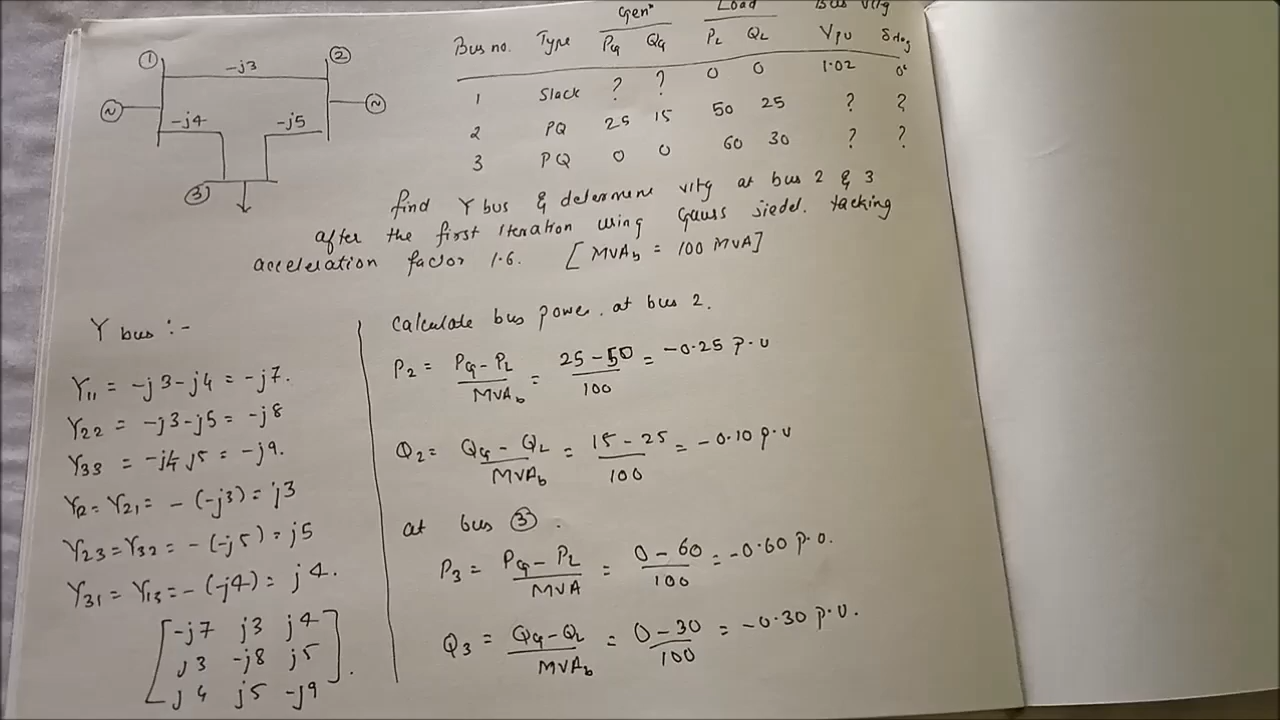 Genⁿ Load Bus vltg
Bus no. Type PG QG PL QL VPU δdeg
1 Slack ? ? 0 0 1.02 0°
2 PQ 25 15 50 25 ? ?
3 PQ 0 0 60 30 ? ?
① -j3 ②
~ ~
-j4 -j5
③
find Y bus & determine vltg at bus 2 & 3
after the first iteration using Gauss siedel. tacking
acceleration factor 1.6. [MVAb = 100 MVA]
Y bus :-
Y11 = -j3-j4 = -j7.
Y22 = -j3-j5 = -j8
Y33 = -j4 j5 = -j9.
Y12 = Y21 = -(-j3) = j3
Y23 = Y32 = -(-j5) = j5
Y31 = Y13 = -(-j4) = j4.
[-j7 j3 j4
j3 -j8 j5
j4 j5 -j9].
Calculate bus power. at bus 2.
P2 = PG-PL / MVAb = 25-50 / 100 = -0.25 p.u
Q2 = QG-QL / MVAb = 15-25 / 100 = -0.10 p.u
at bus ③.
P3 = PG-PL / MVA = 0-60 / 100 = -0.60 p.u.
Q3 = QG-QL / MVAb = 0-30 / 100 = -0.30 p.u.